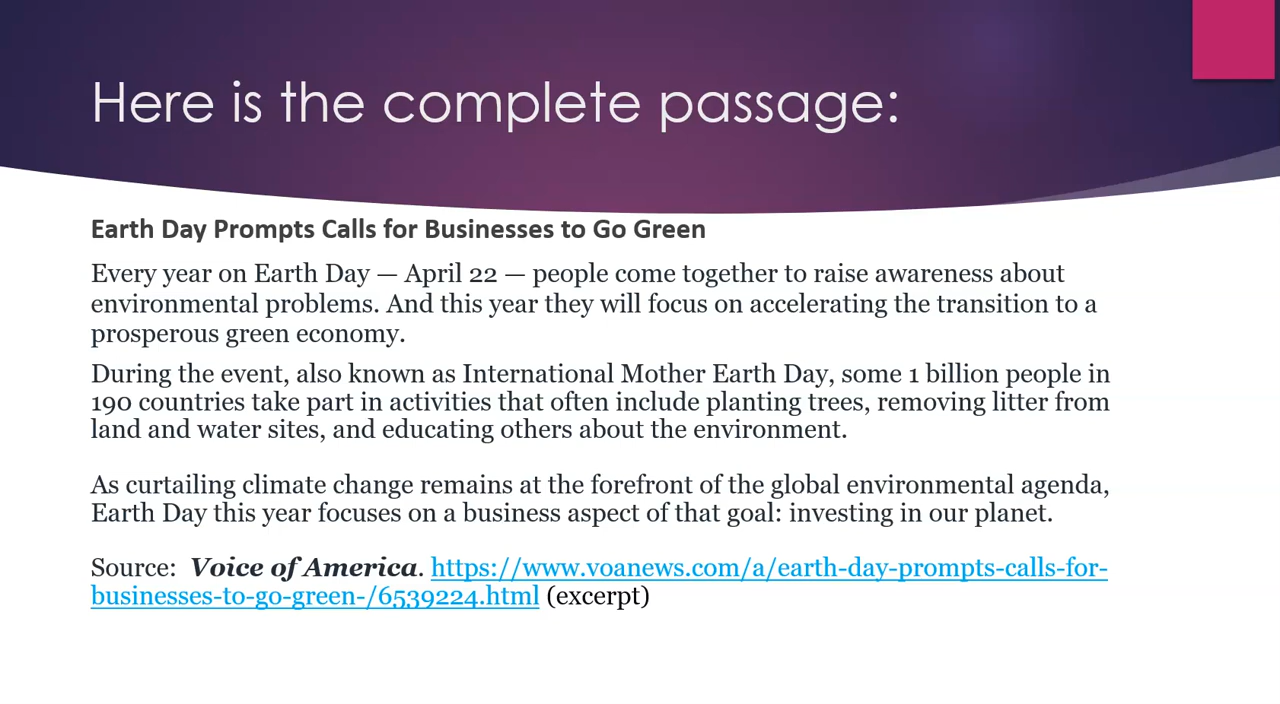 Here is the complete passage:
Earth Day Prompts Calls for Businesses to Go Green
Every year on Earth Day — April 22 — people come together to raise awareness about
environmental problems. And this year they will focus on accelerating the transition to a
prosperous green economy.
During the event, also known as International Mother Earth Day, some 1 billion people in
190 countries take part in activities that often include planting trees, removing litter from
land and water sites, and educating others about the environment.
As curtailing climate change remains at the forefront of the global environmental agenda,
Earth Day this year focuses on a business aspect of that goal: investing in our planet.
Source: Voice of America. https://www.voanews.com/a/earth-day-prompts-calls-for-
businesses-to-go-green-/6539224.html (excerpt)